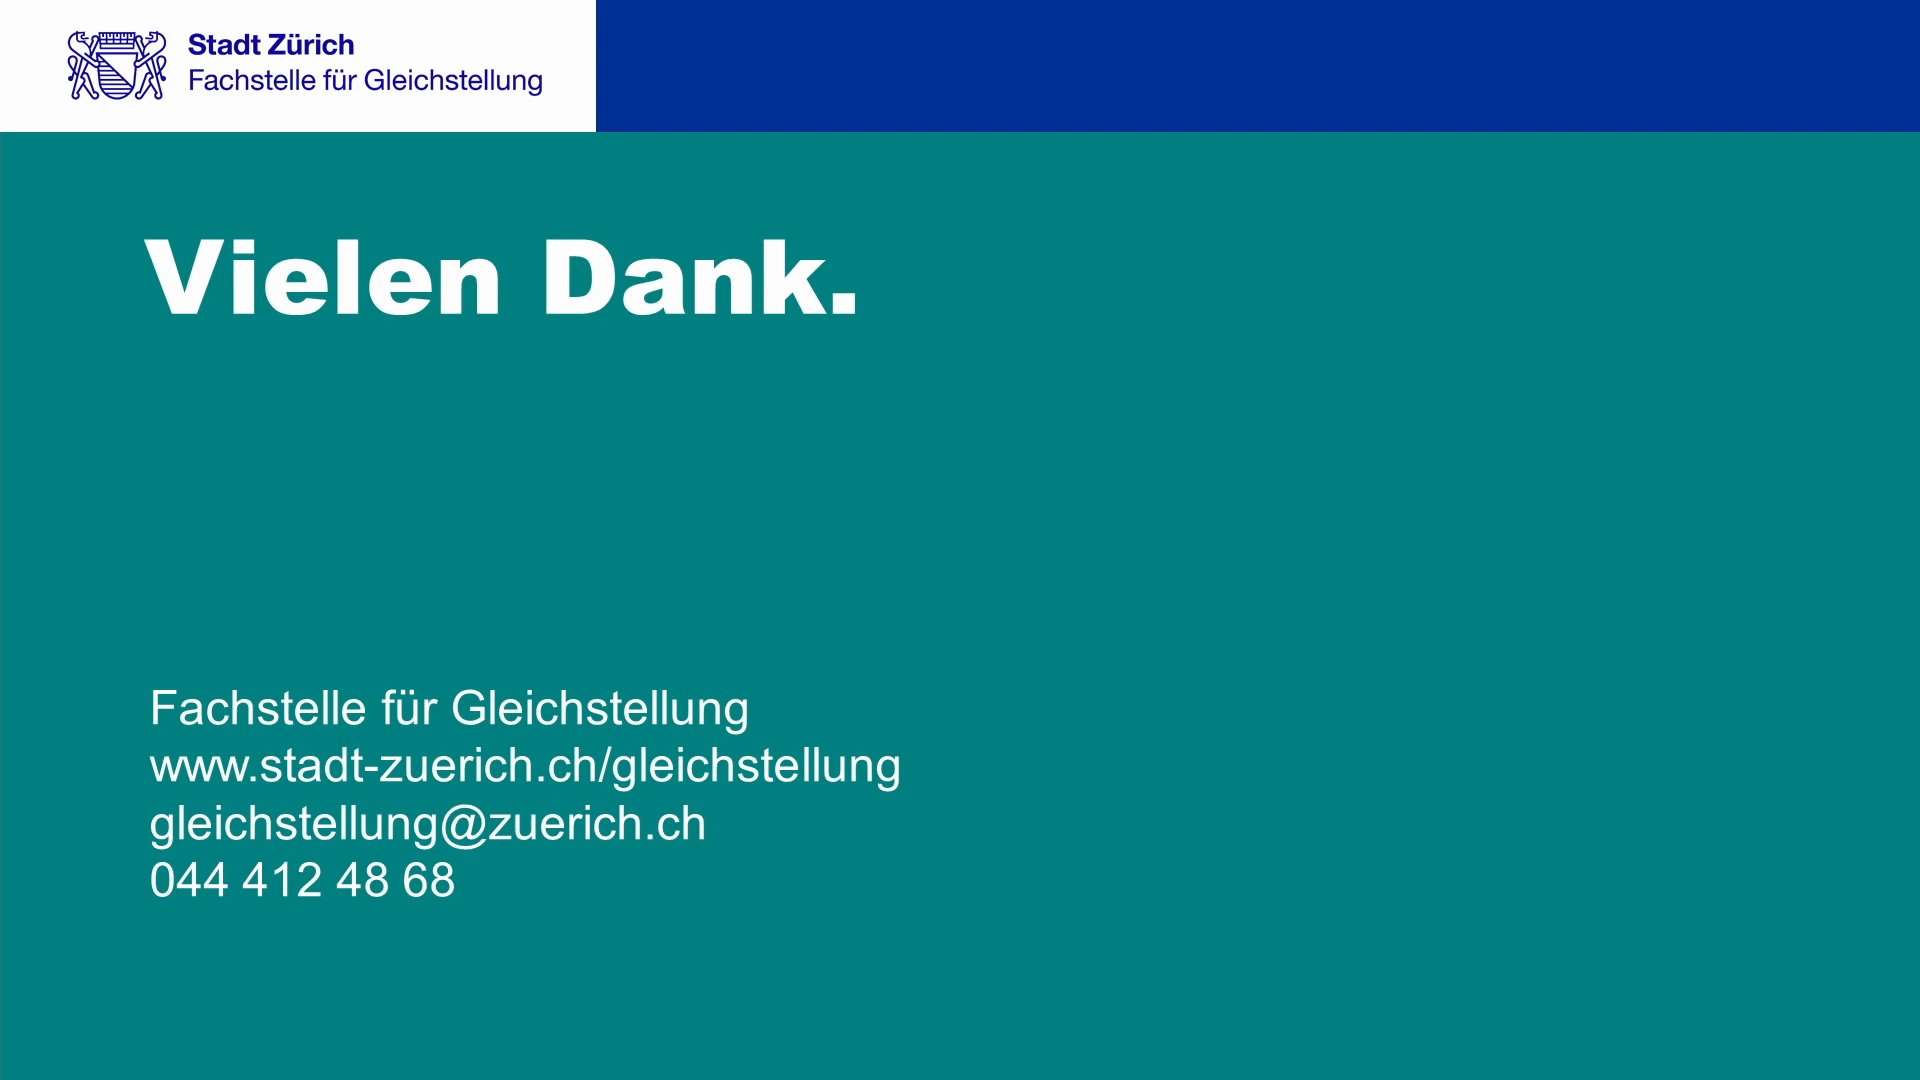 Stadt Zürich
Fachstelle für Gleichstellung
Vielen Dank.
Fachstelle für Gleichstellung
www.stadt-zuerich.ch/gleichstellung
gleichstellung@zuerich.ch
044 412 48 68